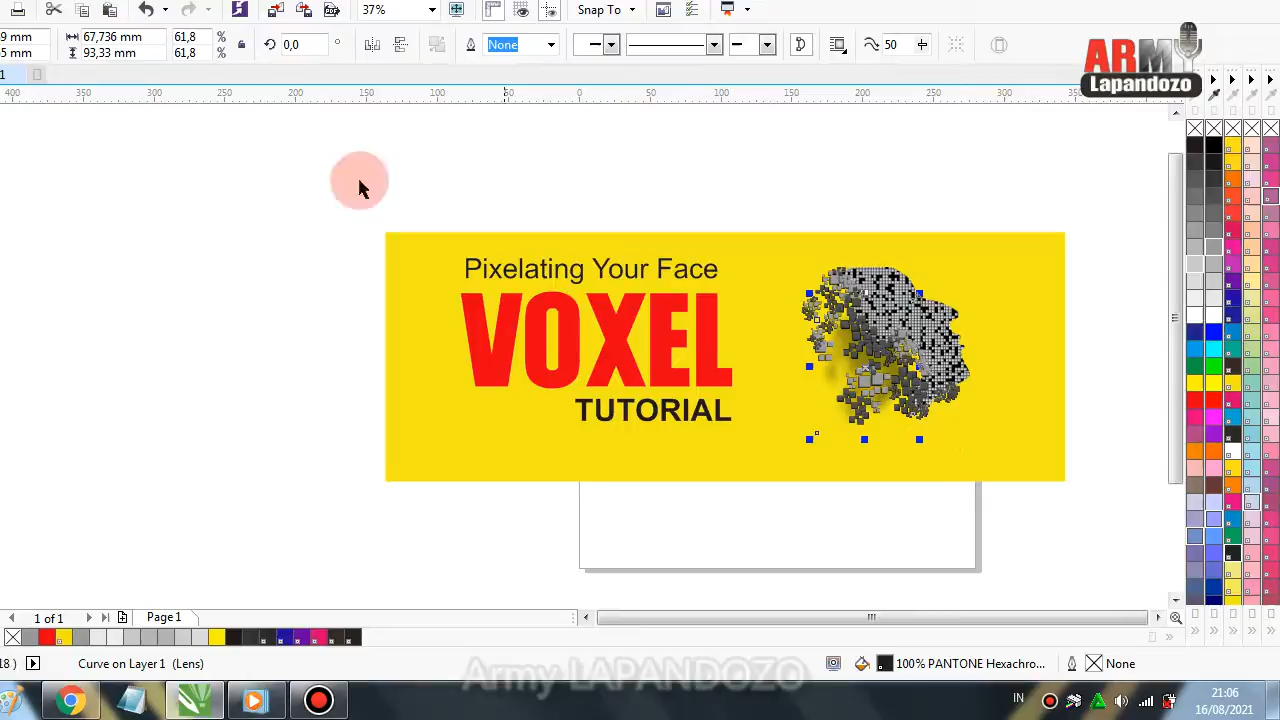 37%
Snap To
9 mm
67,736 mm
61,8
%
0,0
°
None
50
5 mm
93,33 mm
61,8
%
ARMY
Lapandozo
1
400
350
300
250
200
150
100
50
0
50
100
150
200
250
300
Pixelating Your Face
VOXEL
TUTORIAL
1 of 1
Page 1
18 )
Curve on Layer 1 (Lens)
100% PANTONE Hexachro...
None
Army LAPANDOZO
IN
21:06
16/08/2021